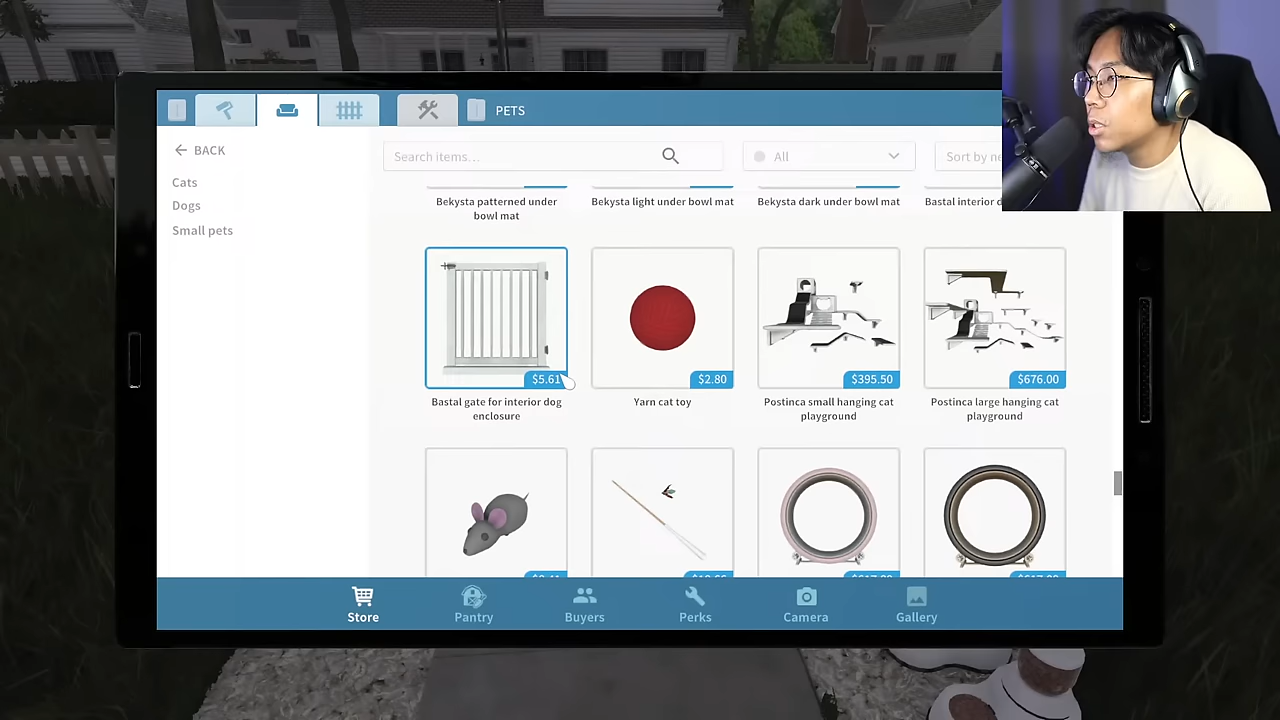 PETS
BACK
Search items...
All
Sort by ne
Cats
Dogs
Small pets
Bekysta patterned under
bowl mat
Bekysta light under bowl mat
Bekysta dark under bowl mat
Bastal interior d
$5.61
$2.80
$395.50
$676.00
Bastal gate for interior dog
enclosure
Yarn cat toy
Postinca small hanging cat
playground
Postinca large hanging cat
playground
Store
Pantry
Buyers
Perks
Camera
Gallery